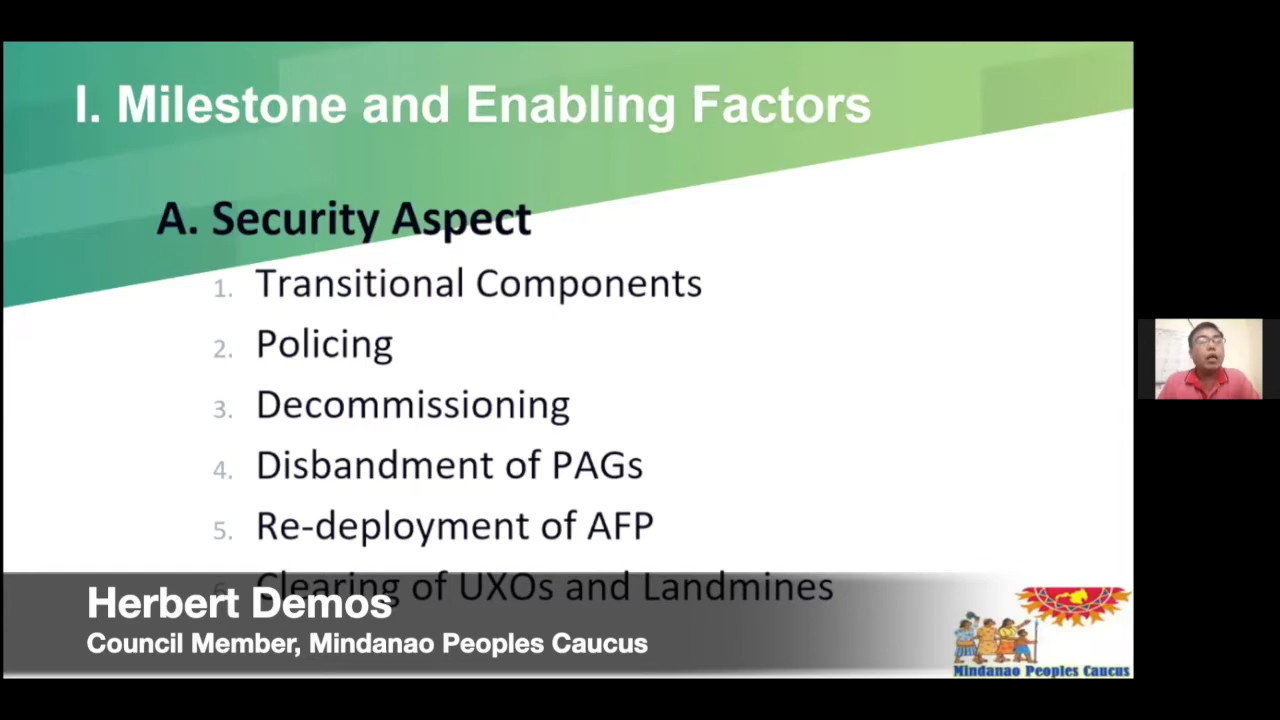 I. Milestone and Enabling Factors
A. Security Aspect
1. Transitional Components
2. Policing
3. Decommissioning
4. Disbandment of PAGs
5. Re-deployment of AFP
6. Clearing of UXOs and Landmines
Herbert Demos
Council Member, Mindanao Peoples Caucus
Mindanao Peoples Caucus